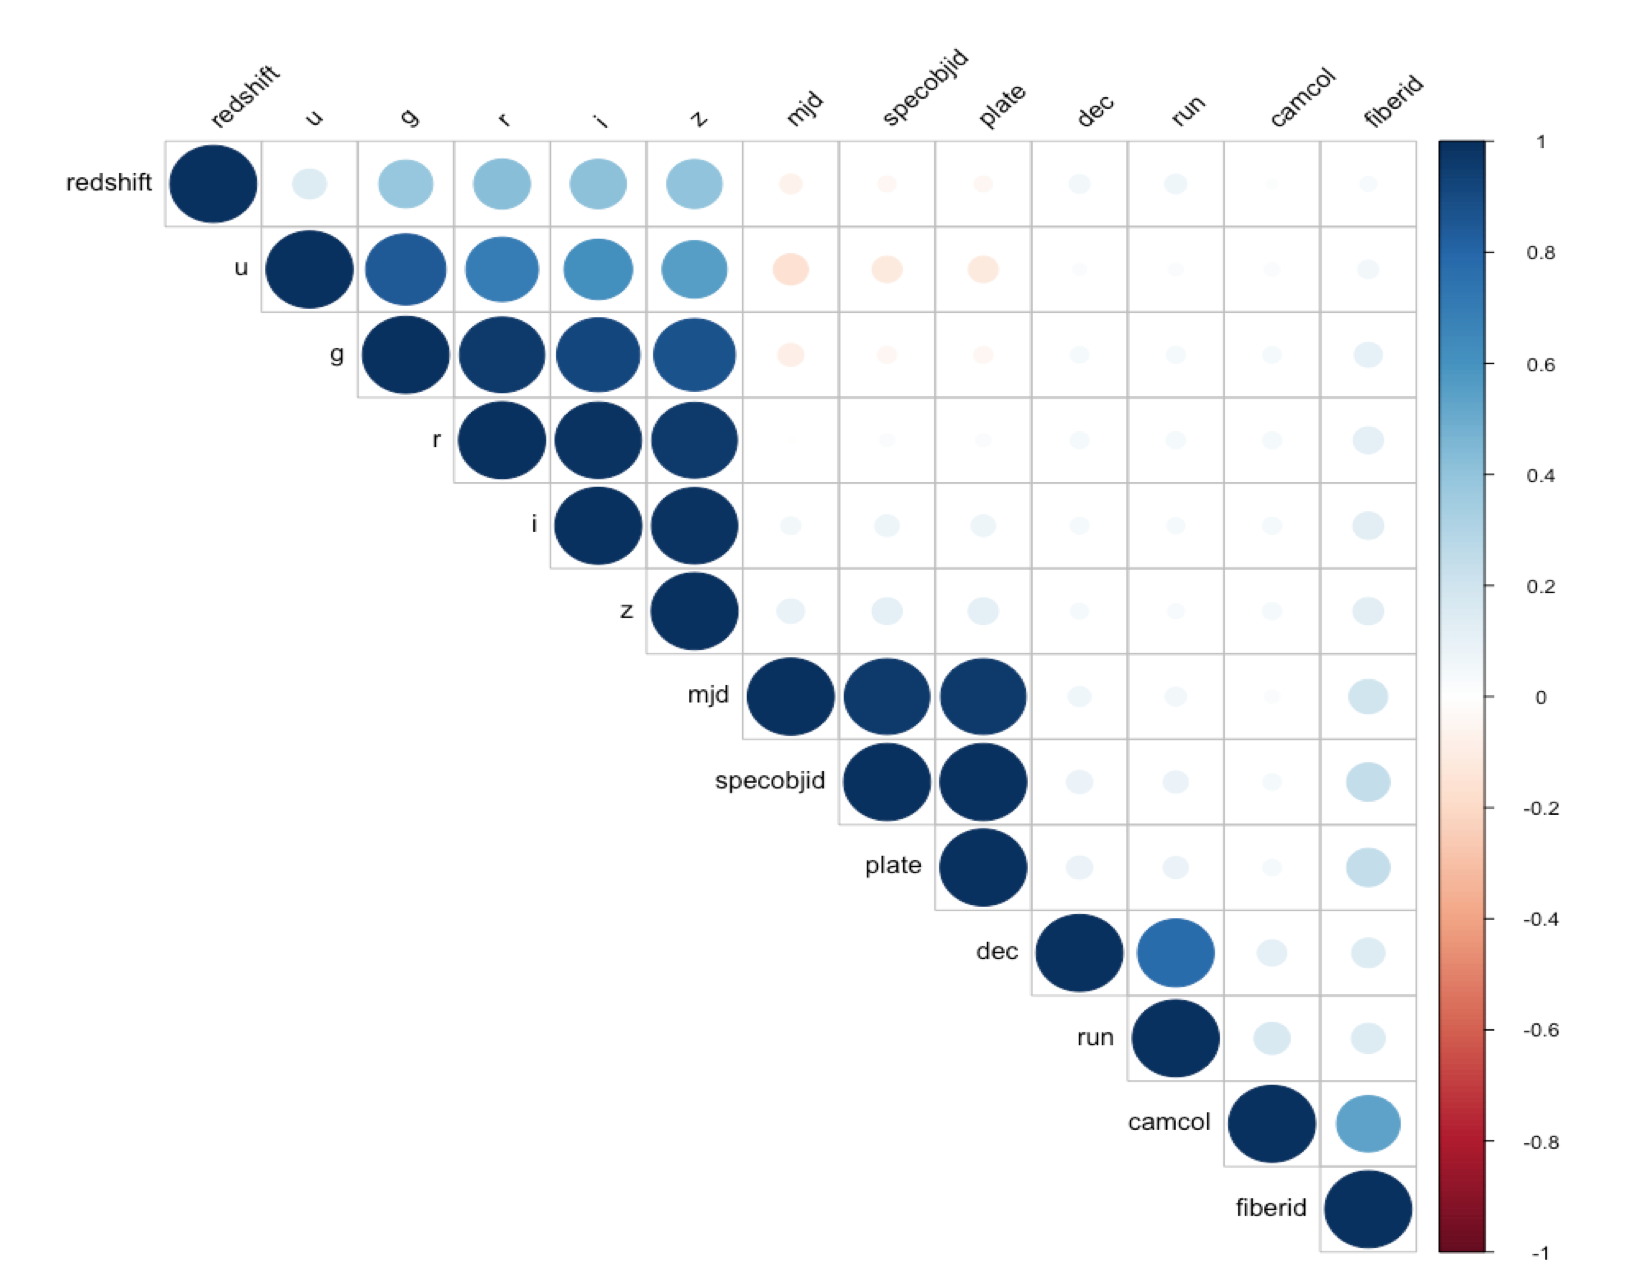 redshift
u
g
r
i
z
mjd
specobjid
plate
dec
run
camcol
fiberid
redshift
u
g
r
i
z
mjd
specobjid
plate
dec
run
camcol
fiberid
1
0.8
0.6
0.4
0.2
0
-0.2
-0.4
-0.6
-0.8
-1